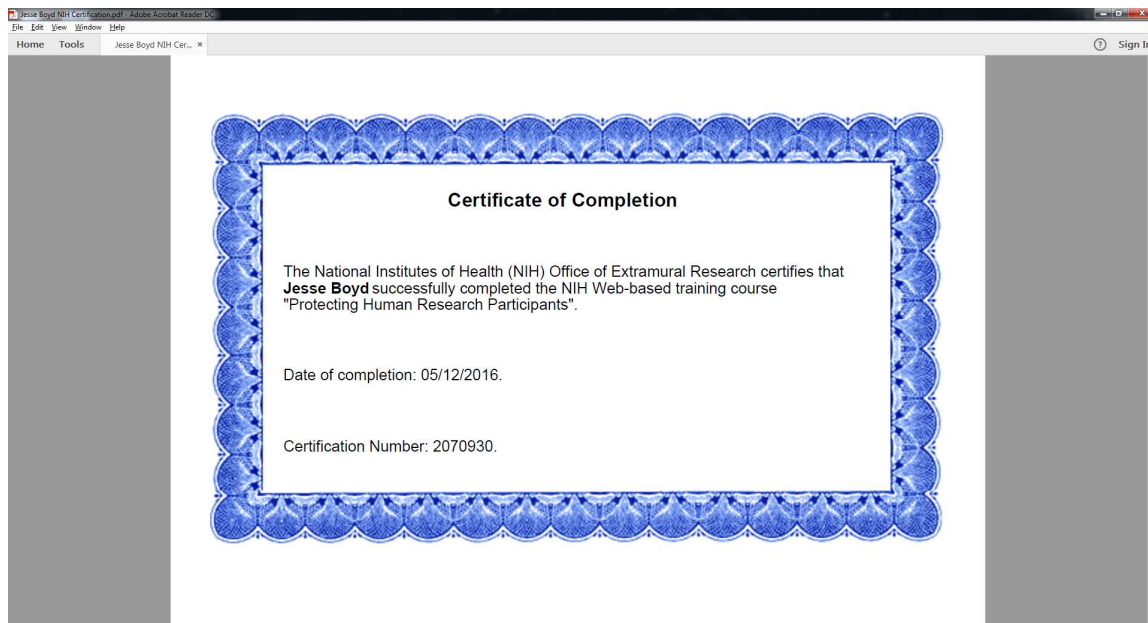 Jesse Boyd NIH Certification.pdf - Adobe Acrobat Reader DC
File Edit View Window Help
Home Tools Jesse Boyd NIH Cer... × ? Sign In
Certificate of Completion
The National Institutes of Health (NIH) Office of Extramural Research certifies that
Jesse Boyd successfully completed the NIH Web-based training course
"Protecting Human Research Participants".
Date of completion: 05/12/2016.
Certification Number: 2070930.